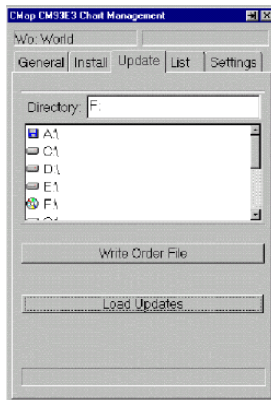 CMap CM93E3 Chart Management
Wo: World
General Install Update List Settings
Directory: F:
A:\
C:\
D:\
E:\
F:\
Write Order File
Load Updates